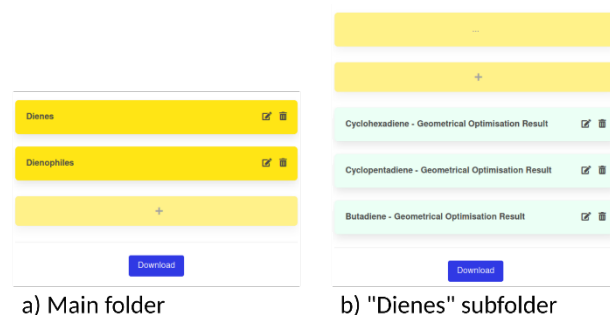 Dienes
Dienophiles
+
Download
a) Main folder
–
+
Cyclohexadiene - Geometrical Optimisation Result
Cyclopentadiene - Geometrical Optimisation Result
Butadiene - Geometrical Optimisation Result
Download
b) "Dienes" subfolder